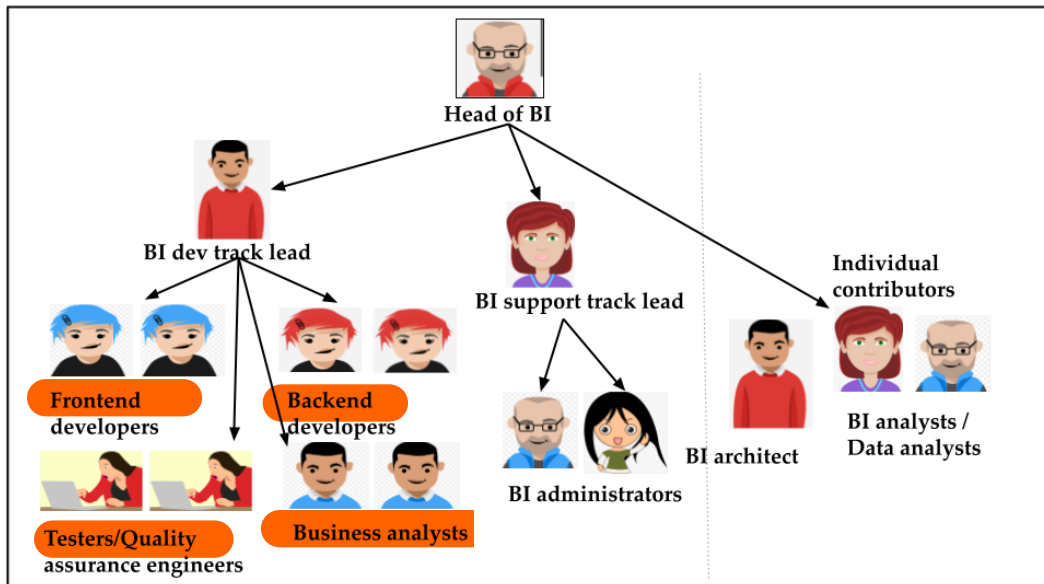 Head of BI
BI dev track lead
BI support track lead
Individual
contributors
Frontend
developers
Backend
developers
BI analysts /
Data analysts
BI architect
BI administrators
Testers/Quality
assurance engineers
Business analysts